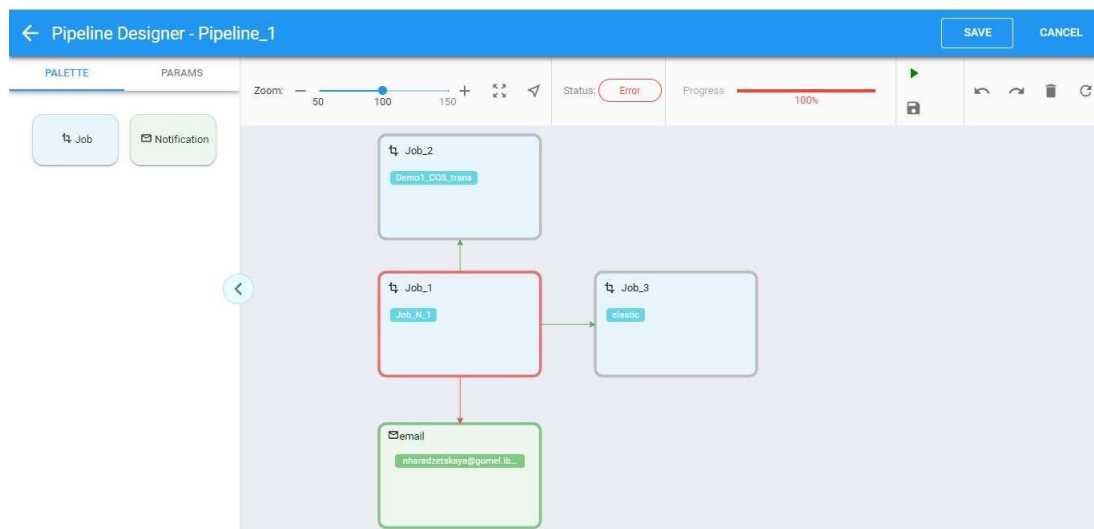 Pipeline Designer - Pipeline_1
SAVE
CANCEL
PALETTE
PARAMS
Zoom:
50
100
150
Status:
Error
Progress
100%
Job
Notification
Job_2
Demo1_COS_trans
Job_1
Job_N_1
Job_3
elastic
email
nharadzetskaya@gomel.ib...